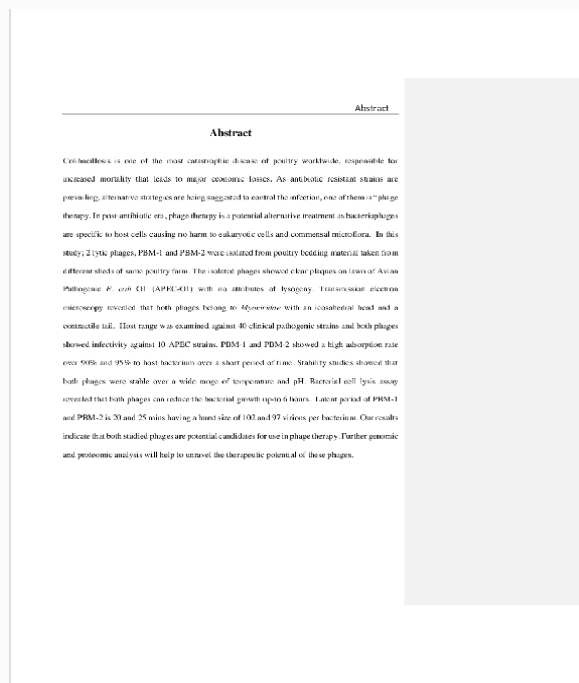 Abstract
Abstract
Colibacillosis is one of the most catastrophic disease of poultry worldwide, responsible for
increased mortality that leads to major economic losses. As antibiotic resistant strains are
prevailing, alternative strategies are being suggested to control the infection, one of them is "phage
therapy. In post-antibiotic era, phage therapy is a potential alternative treatment as bacteriophages
are specific to host cells causing no harm to eukaryotic cells and commensal microflora. In this
study; 2 lytic phages, PBM-1 and PBM-2 were isolated from poultry bedding material taken from
different sheds of same poultry farm. The isolated phages showed clear plaques on lawn of Avian
Pathogenic E. coli O1 (APEC-O1) with no attributes of lysogeny. Transmission electron
microscopy revealed that both phages belong to Myoviridae with an icosahedral head and a
contractile tail. Host range was examined against 40 clinical pathogenic strains and both phages
showed infectivity against 10 APEC strains. PBM-1 and PBM-2 showed a high adsorption rate
over 90% and 95% to host bacterium over a short period of time. Stability studies showed that
both phages were stable over a wide range of temperature and pH. Bacterial cell lysis assay
revealed that both phages can reduce the bacterial growth up-to 6 hours. Latent period of PBM-1
and PBM-2 is 20 and 25 mins having a burst size of 102 and 97 virions per bacterium. Our results
indicate that both studied phages are potential candidates for use in phage therapy. Further genomic
and proteomic analysis will help to unravel the therapeutic potential of these phages.